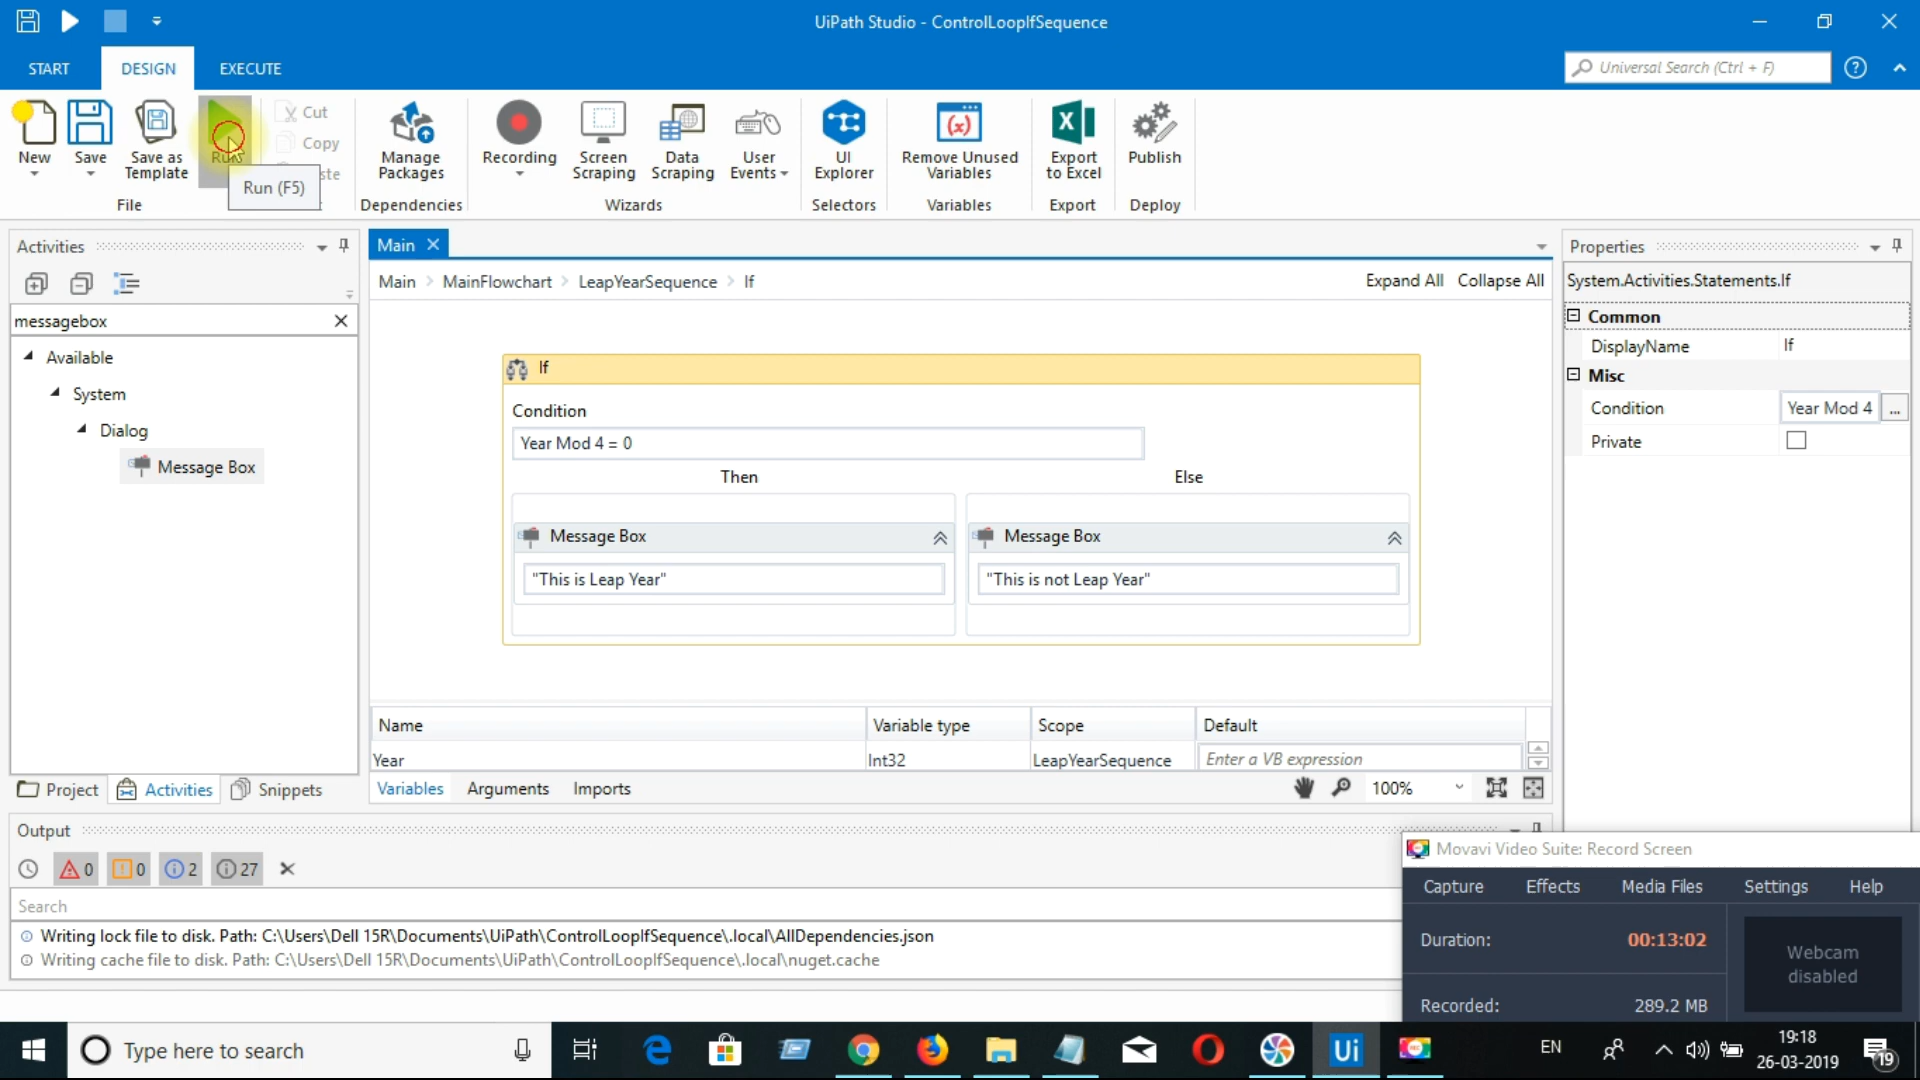 UiPath Studio - ControlLoopIfSequence
START
DESIGN
EXECUTE
Universal Search (Ctrl + F)
New
Save
Save as
Template
Run
Cut
Copy
ste
Run (F5)
File
Manage
Packages
Dependencies
Recording
Screen
Scraping
Data
Scraping
User
Events
Wizards
UI
Explorer
Selectors
Remove Unused
Variables
Variables
Export
to Excel
Export
Publish
Deploy
Activities
messagebox
Available
System
Dialog
Message Box
Project
Activities
Snippets
Main
Main > MainFlowchart > LeapYearSequence > If
Expand All
Collapse All
If
Condition
Year Mod 4 = 0
Then
Else
Message Box
"This is Leap Year"
Message Box
"This is not Leap Year"
Name
Variable type
Scope
Default
Year
Int32
LeapYearSequence
Enter a VB expression
Variables
Arguments
Imports
100%
Properties
System.Activities.Statements.If
Common
DisplayName
If
Misc
Condition
Year Mod 4
...
Private
Output
0
0
2
27
Search
Writing lock file to disk. Path: C:\Users\Dell 15R\Documents\UiPath\ControlLoopIfSequence\.local\AllDependencies.json
Writing cache file to disk. Path: C:\Users\Dell 15R\Documents\UiPath\ControlLoopIfSequence\.local\nuget.cache
Movavi Video Suite: Record Screen
Capture
Effects
Media Files
Settings
Help
Duration:
00:13:02
Webcam
disabled
Recorded:
289.2 MB
Type here to search
Ui
EN
19:18
26-03-2019
19